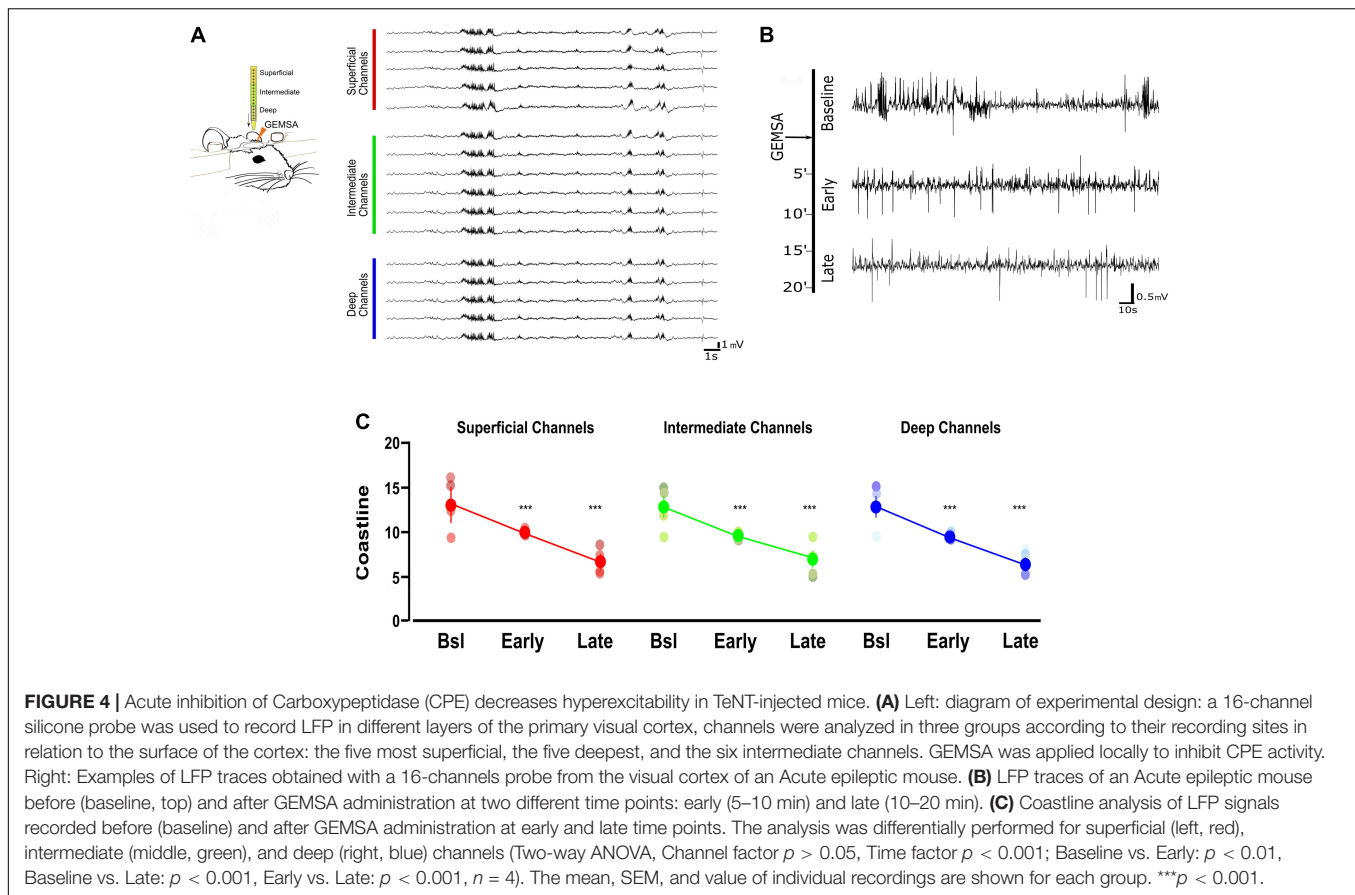 A
Superficial
Intermediate
Deep
GEMSA
Superficial
Channels
Intermediate
Channels
Deep
Channels
1 mV
1s
B
GEMSA
Baseline
5'
Early
10'
15'
Late
20'
0.5mV
10s
C
Superficial Channels
Intermediate Channels
Deep Channels
Coastline
20
15
10
5
0
*** *** *** *** *** ***
Bsl Early Late Bsl Early Late Bsl Early Late
FIGURE 4 | Acute inhibition of Carboxypeptidase (CPE) decreases hyperexcitability in TeNT-injected mice. (A) Left: diagram of experimental design: a 16-channel
silicone probe was used to record LFP in different layers of the primary visual cortex, channels were analyzed in three groups according to their recording sites in
relation to the surface of the cortex: the five most superficial, the five deepest, and the six intermediate channels. GEMSA was applied locally to inhibit CPE activity.
Right: Examples of LFP traces obtained with a 16-channels probe from the visual cortex of an Acute epileptic mouse. (B) LFP traces of an Acute epileptic mouse
before (baseline, top) and after GEMSA administration at two different time points: early (5–10 min) and late (10–20 min). (C) Coastline analysis of LFP signals
recorded before (baseline) and after GEMSA administration at early and late time points. The analysis was differentially performed for superficial (left, red),
intermediate (middle, green), and deep (right, blue) channels (Two-way ANOVA, Channel factor p > 0.05, Time factor p < 0.001; Baseline vs. Early: p < 0.01,
Baseline vs. Late: p < 0.001, Early vs. Late: p < 0.001, n = 4). The mean, SEM, and value of individual recordings are shown for each group. ***p < 0.001.